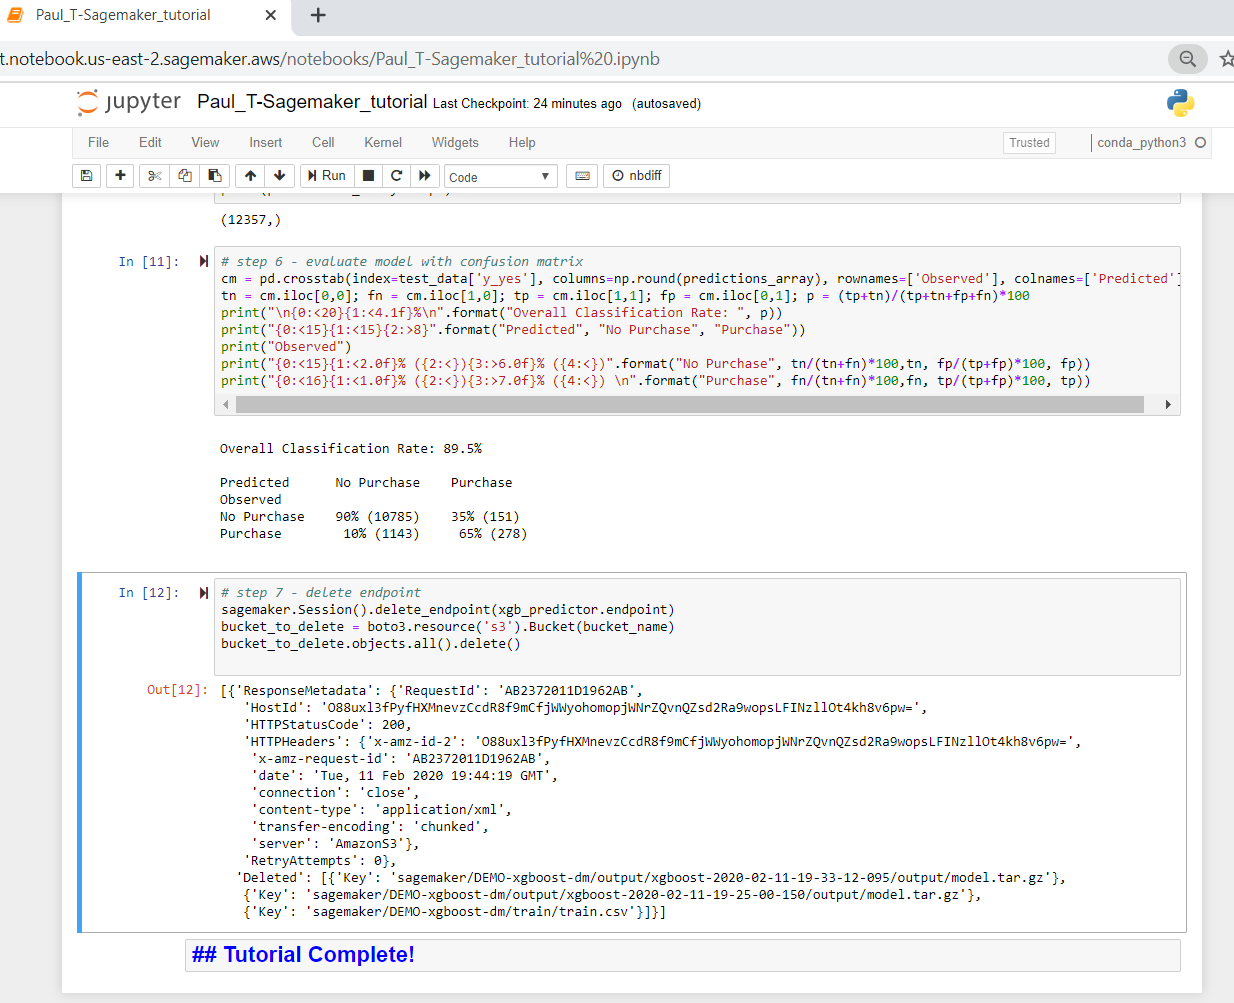 Paul_T-Sagemaker_tutorial
t.notebook.us-east-2.sagemaker.aws/notebooks/Paul_T-Sagemaker_tutorial%20.ipynb
jupyter Paul_T-Sagemaker_tutorial Last Checkpoint: 24 minutes ago (autosaved)
File Edit View Insert Cell Kernel Widgets Help Trusted conda_python3
Run Code nbdiff
(12357,)
In [11]: # step 6 - evaluate model with confusion matrix
cm = pd.crosstab(index=test_data['y_yes'], columns=np.round(predictions_array), rownames=['Observed'], colnames=['Predicted']
tn = cm.iloc[0,0]; fn = cm.iloc[1,0]; tp = cm.iloc[1,1]; fp = cm.iloc[0,1]; p = (tp+tn)/(tp+tn+fp+fn)*100
print("\n{0:<20}{1:<4.1f}%\n".format("Overall Classification Rate: ", p))
print("{0:<15}{1:<15}{2:>8}".format("Predicted", "No Purchase", "Purchase"))
print("Observed")
print("{0:<15}{1:<2.0f}% ({2:<}){3:>6.0f}% ({4:<})".format("No Purchase", tn/(tn+fn)*100,tn, fp/(tp+fp)*100, fp))
print("{0:<16}{1:<1.0f}% ({2:<}){3:>7.0f}% ({4:<}) \n".format("Purchase", fn/(tn+fn)*100,fn, tp/(tp+fp)*100, tp))
Overall Classification Rate: 89.5%
Predicted No Purchase Purchase
Observed
No Purchase 90% (10785) 35% (151)
Purchase 10% (1143) 65% (278)
In [12]: # step 7 - delete endpoint
sagemaker.Session().delete_endpoint(xgb_predictor.endpoint)
bucket_to_delete = boto3.resource('s3').Bucket(bucket_name)
bucket_to_delete.objects.all().delete()
Out[12]: [{'ResponseMetadata': {'RequestId': 'AB2372011D1962AB',
'HostId': 'O88uxl3fPyfHXMnevzCcdR8f9mCfjWWyohomopjWNrZQvnQZsd2Ra9wopsLFINzllOt4kh8v6pw=',
'HTTPStatusCode': 200,
'HTTPHeaders': {'x-amz-id-2': 'O88uxl3fPyfHXMnevzCcdR8f9mCfjWWyohomopjWNrZQvnQZsd2Ra9wopsLFINzllOt4kh8v6pw=',
'x-amz-request-id': 'AB2372011D1962AB',
'date': 'Tue, 11 Feb 2020 19:44:19 GMT',
'connection': 'close',
'content-type': 'application/xml',
'transfer-encoding': 'chunked',
'server': 'AmazonS3'},
'RetryAttempts': 0},
'Deleted': [{'Key': 'sagemaker/DEMO-xgboost-dm/output/xgboost-2020-02-11-19-33-12-095/output/model.tar.gz'},
{'Key': 'sagemaker/DEMO-xgboost-dm/output/xgboost-2020-02-11-19-25-00-150/output/model.tar.gz'},
{'Key': 'sagemaker/DEMO-xgboost-dm/train/train.csv'}]}]
## Tutorial Complete!